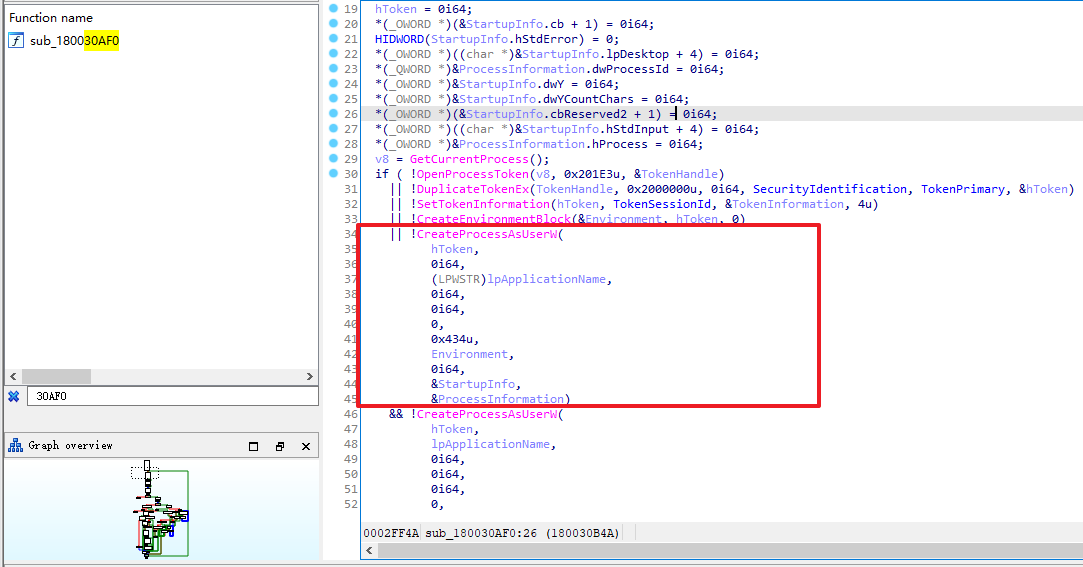 Function name
f sub_180030AF0
30AF0
Graph overview
19 hToken = 0i64;
20 *(_OWORD *)(&StartupInfo.cb + 1) = 0i64;
21 HIDWORD(StartupInfo.hStdError) = 0;
22 *(_OWORD *)((char *)&StartupInfo.lpDesktop + 4) = 0i64;
23 *(_QWORD *)&ProcessInformation.dwProcessId = 0i64;
24 *(_OWORD *)&StartupInfo.dwY = 0i64;
25 *(_OWORD *)&StartupInfo.dwYCountChars = 0i64;
26 *(_OWORD *)(&StartupInfo.cbReserved2 + 1) = 0i64;
27 *(_OWORD *)((char *)&StartupInfo.hStdInput + 4) = 0i64;
28 *(_OWORD *)&ProcessInformation.hProcess = 0i64;
29 v8 = GetCurrentProcess();
30 if ( !OpenProcessToken(v8, 0x201E3u, &TokenHandle)
31 || !DuplicateTokenEx(TokenHandle, 0x2000000u, 0i64, SecurityIdentification, TokenPrimary, &hToken)
32 || !SetTokenInformation(hToken, TokenSessionId, &TokenInformation, 4u)
33 || !CreateEnvironmentBlock(&Environment, hToken, 0)
34 || !CreateProcessAsUserW(
35 hToken,
36 0i64,
37 (LPWSTR)lpApplicationName,
38 0i64,
39 0i64,
40 0,
41 0x434u,
42 Environment,
43 0i64,
44 &StartupInfo,
45 &ProcessInformation)
46 && !CreateProcessAsUserW(
47 hToken,
48 lpApplicationName,
49 0i64,
50 0i64,
51 0i64,
52 0,
0002FF4A sub_180030AF0:26 (180030B4A)